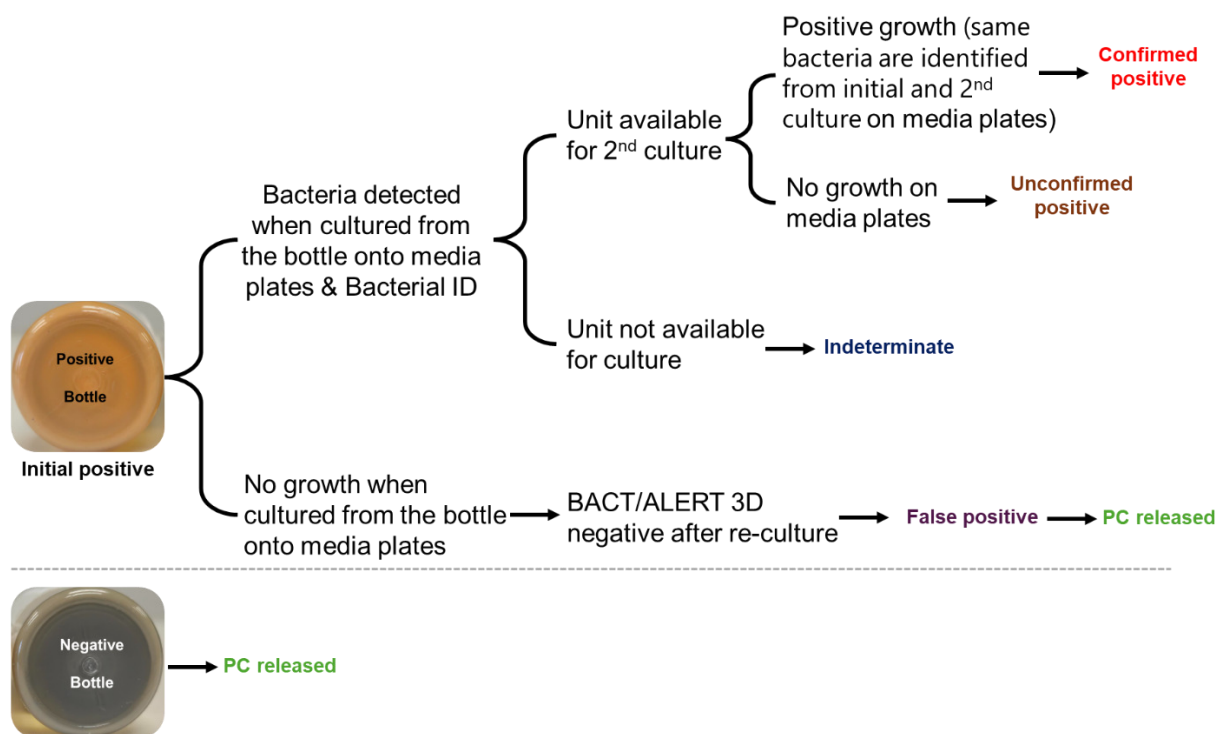 Positive growth (same
bacteria are identified
from initial and 2nd
culture on media plates)
Confirmed
positive
Unit available
for 2nd culture
No growth on
media plates
Unconfirmed
positive
Bacteria detected
when cultured from
the bottle onto media
plates & Bacterial ID
Unit not available
for culture
Indeterminate
Positive
Bottle
Initial positive
No growth when
cultured from the bottle
onto media plates
BACT/ALERT 3D
negative after re-culture
False positive
PC released
Negative
Bottle
PC released